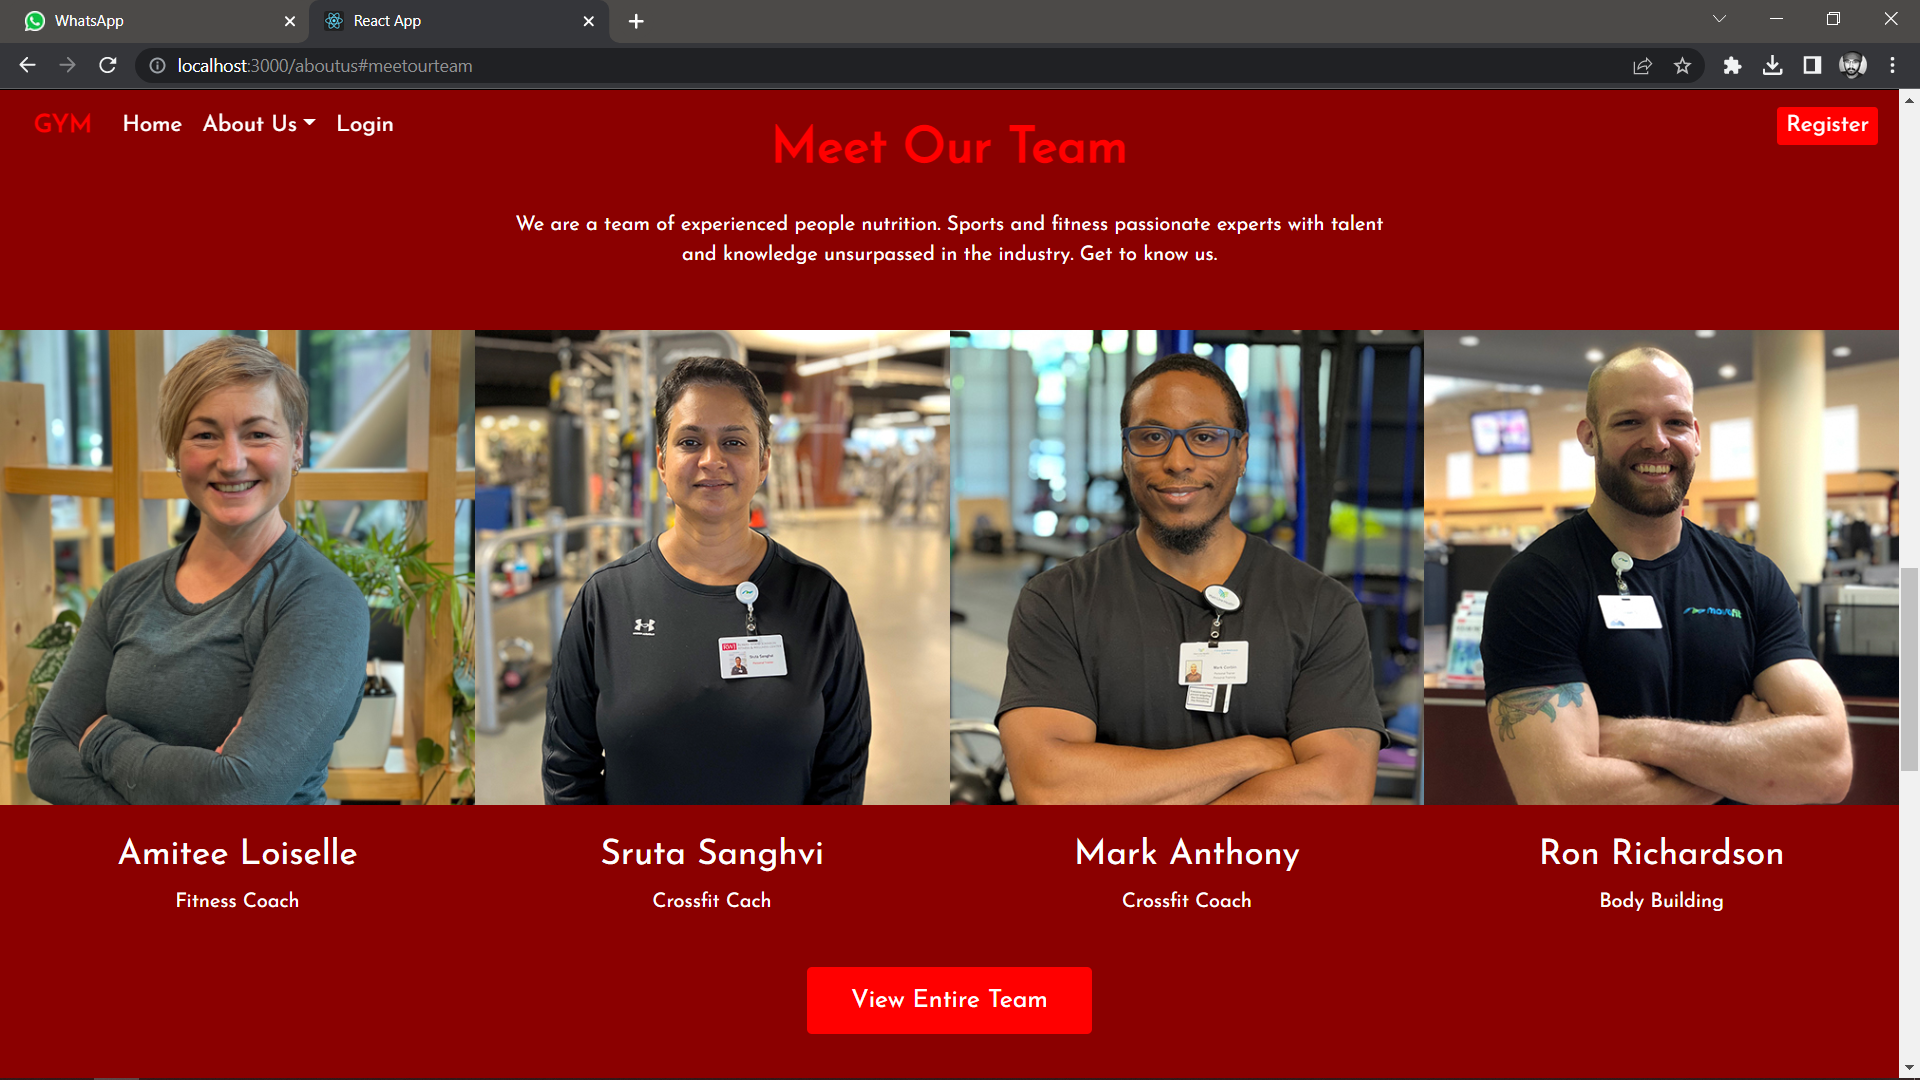 WhatsApp
React App
localhost:3000/aboutus#meetourteam
GYM Home About Us Login
Register
Meet Our Team
We are a team of experienced people nutrition. Sports and fitness passionate experts with talent
and knowledge unsurpassed in the industry. Get to know us.
Amitee Loiselle
Sruta Sanghvi
Mark Anthony
Ron Richardson
Fitness Coach
Crossfit Cach
Crossfit Coach
Body Building
View Entire Team